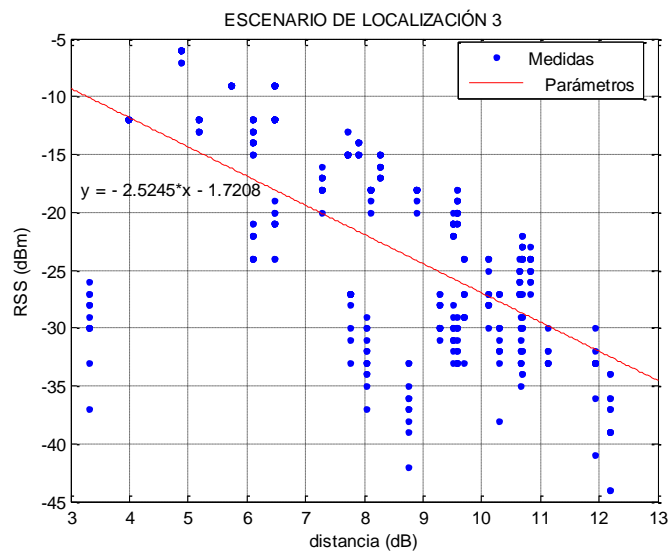 ESCENARIO DE LOCALIZACIÓN 3
-5
-10
-15
-20
-25
-30
-35
-40
-45
RSS (dBm)
Medidas
Parámetros
y = - 2.5245*x - 1.7208
3 4 5 6 7 8 9 10 11 12 13
distancia (dB)